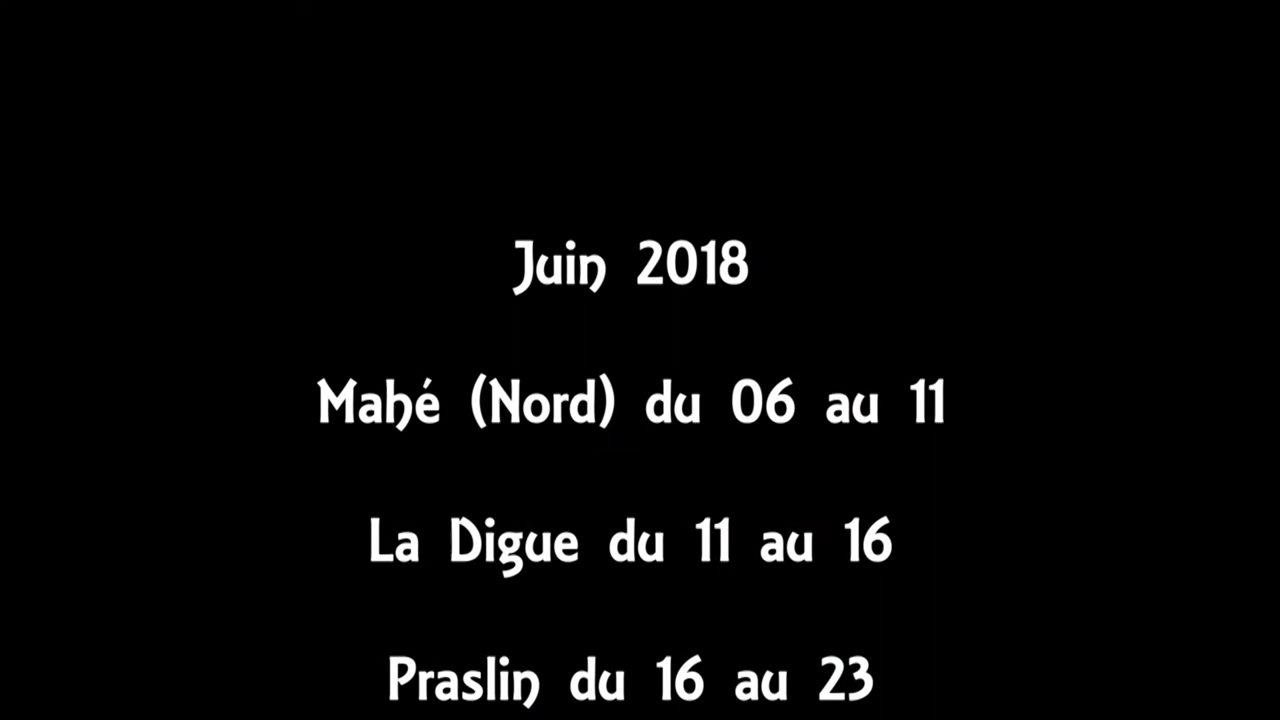 Juin 2018
Mahé (Nord) du 06 au 11
La Digue du 11 au 16
Praslin du 16 au 23